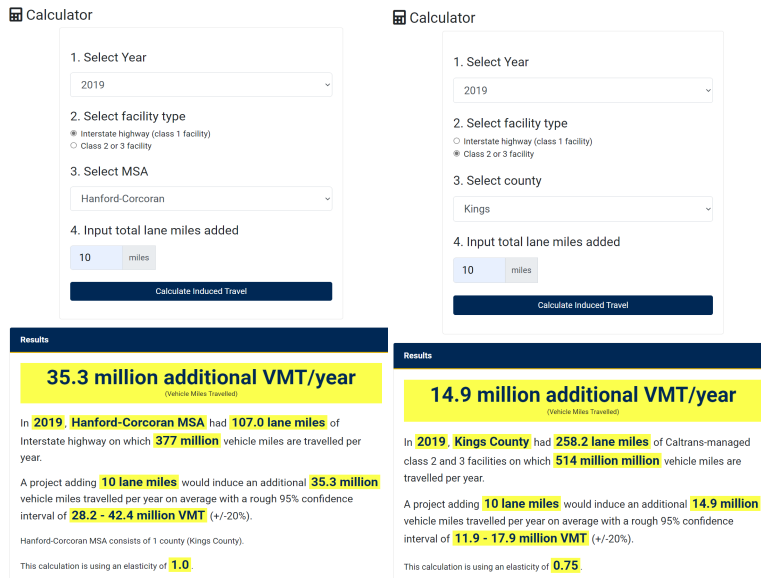 Calculator
1. Select Year
2019
2. Select facility type
Interstate highway (class 1 facility)
Class 2 or 3 facility
3. Select MSA
Hanford-Corcoran
4. Input total lane miles added
10 miles
Calculate Induced Travel
Results
35.3 million additional VMT/year
(Vehicle Miles Travelled)
In 2019, Hanford-Corcoran MSA had 107.0 lane miles of
Interstate highway on which 377 million vehicle miles are travelled per
year.
A project adding 10 lane miles would induce an additional 35.3 million
vehicle miles travelled per year on average with a rough 95% confidence
interval of 28.2 - 42.4 million VMT (+/-20%).
Hanford-Corcoran MSA consists of 1 county (Kings County).
This calculation is using an elasticity of 1.0.
Calculator
1. Select Year
2019
2. Select facility type
Interstate highway (class 1 facility)
Class 2 or 3 facility
3. Select county
Kings
4. Input total lane miles added
10 miles
Calculate Induced Travel
Results
14.9 million additional VMT/year
(Vehicle Miles Travelled)
In 2019, Kings County had 258.2 lane miles of Caltrans-managed
class 2 and 3 facilities on which 514 million million vehicle miles are
travelled per year.
A project adding 10 lane miles would induce an additional 14.9 million
vehicle miles travelled per year on average with a rough 95% confidence
interval of 11.9 - 17.9 million VMT (+/-20%).
This calculation is using an elasticity of 0.75.